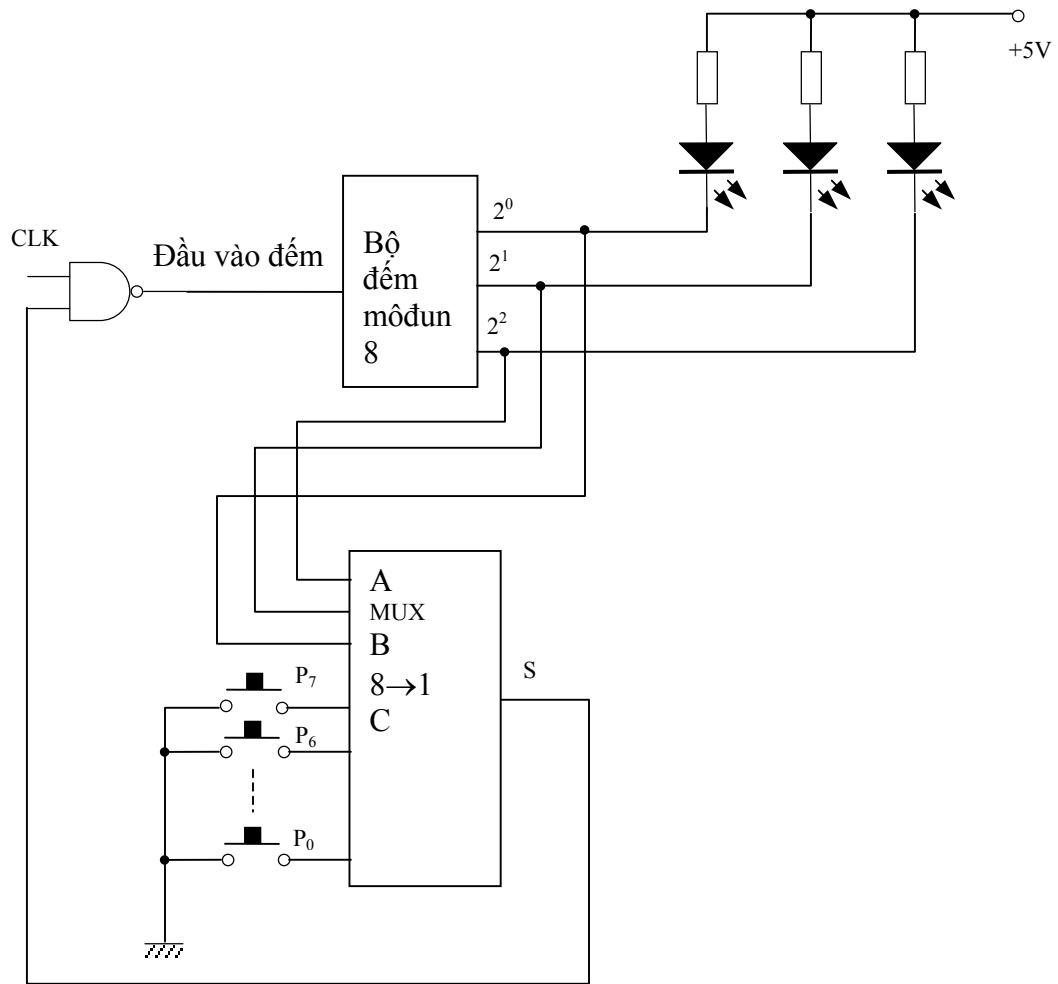 +5V
CLK
Đầu vào đếm
Bộ
đếm
môđun
8
2⁰
2¹
2²
A
MUX
B
8→1
C
S
P₇
P₆
P₀